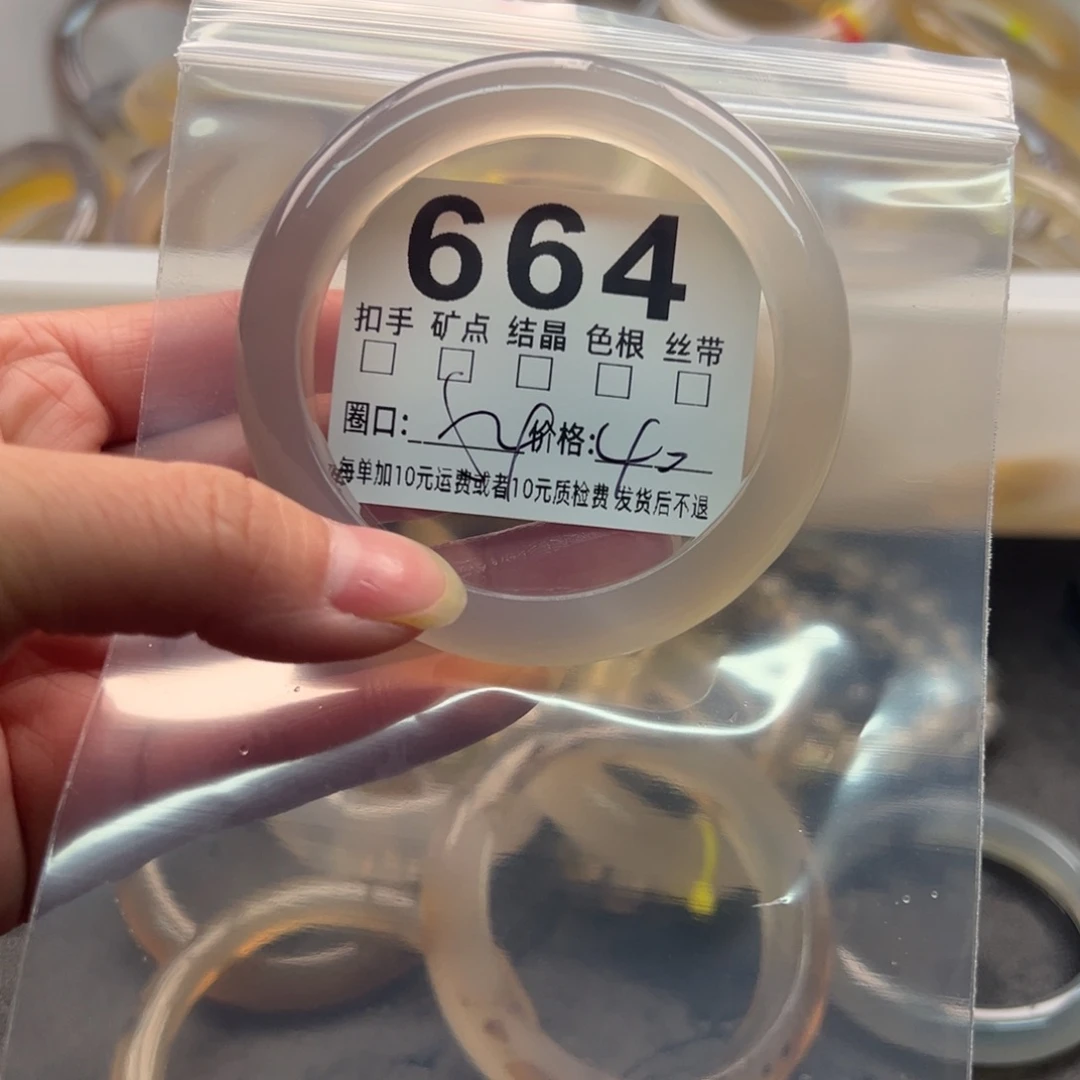 664
扣手 矿点 结晶 色根 丝带
圈口: 价格:
每单加10元运费或者10元质检费 发货后不退